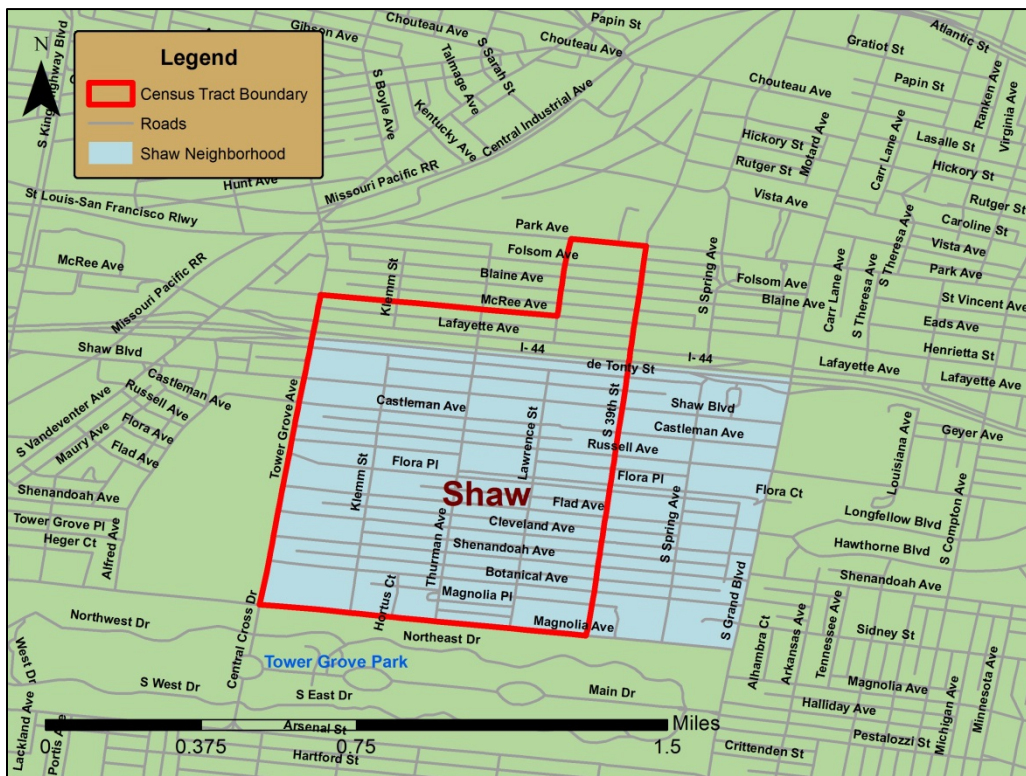 Gibson Ave
Chouteau Ave
Papin St
Chouteau Ave
Atlantic St
Gratiot St
N
Legend
Census Tract Boundary
Roads
Shaw Neighborhood
Talmage Ave
S Sarah St
S Boyle Ave
Kentucky Ave
Central Industrial Ave
Chouteau Ave
Papin St
Ranken Ave
Virginia Ave
Hickory St
Motard Ave
Carr Lane Ave
Lasalle St
Hickory St
Rutger St
Hunt Ave
Missouri Pacific RR
Vista Ave
Rutger St
St Louis-San Francisco Rlwy
Park Ave
S Theresa Ave
Caroline St
Vista Ave
Folsom Ave
McRee Ave
Missouri Pacific RR
Klemm St
Blaine Ave
McRee Ave
S Spring Ave
Folsom Ave
Blaine Ave
Carr Lane Ave
S Theresa Ave
Park Ave
St Vincent Ave
Eads Ave
Lafayette Ave
I- 44
I- 44
Henrietta St
Shaw Blvd
de Tonty St
Lafayette Ave
Lafayette Ave
Castleman Ave
Russell Ave
Flora Ave
Flad Ave
S Vandeventer Ave
Maury Ave
Tower Grove Ave
Castleman Ave
Lawrence St
S 39th St
Shaw Blvd
Castleman Ave
Russell Ave
Louisiana Ave
Geyer Ave
Flora Pl
Flora Pl
Klemm St
Shaw
Flad Ave
Flora Ct
Shenandoah Ave
Tower Grove Pl
Heger Ct
Alfred Ave
Thurman Ave
Cleveland Ave
Shenandoah Ave
Botanical Ave
S Spring Ave
Longfellow Blvd
Hawthorne Blvd
S Compton Ave
Shenandoah Ave
Hortus Ct
Magnolia Pl
Magnolia Ave
S Grand Blvd
Northwest Dr
Central Cross Dr
Northeast Dr
Alhambra Ct
Arkansas Ave
Tennessee Ave
Sidney St
West Dr
Tower Grove Park
S West Dr
S East Dr
Main Dr
Magnolia Ave
Halliday Ave
Michigan Ave
Minnesota Ave
Lackland Ave
Portis Ave
Arsenal St
Miles
Pestalozzi St
0
0.375
0.75
1.5
Hartford St
Crittenden St